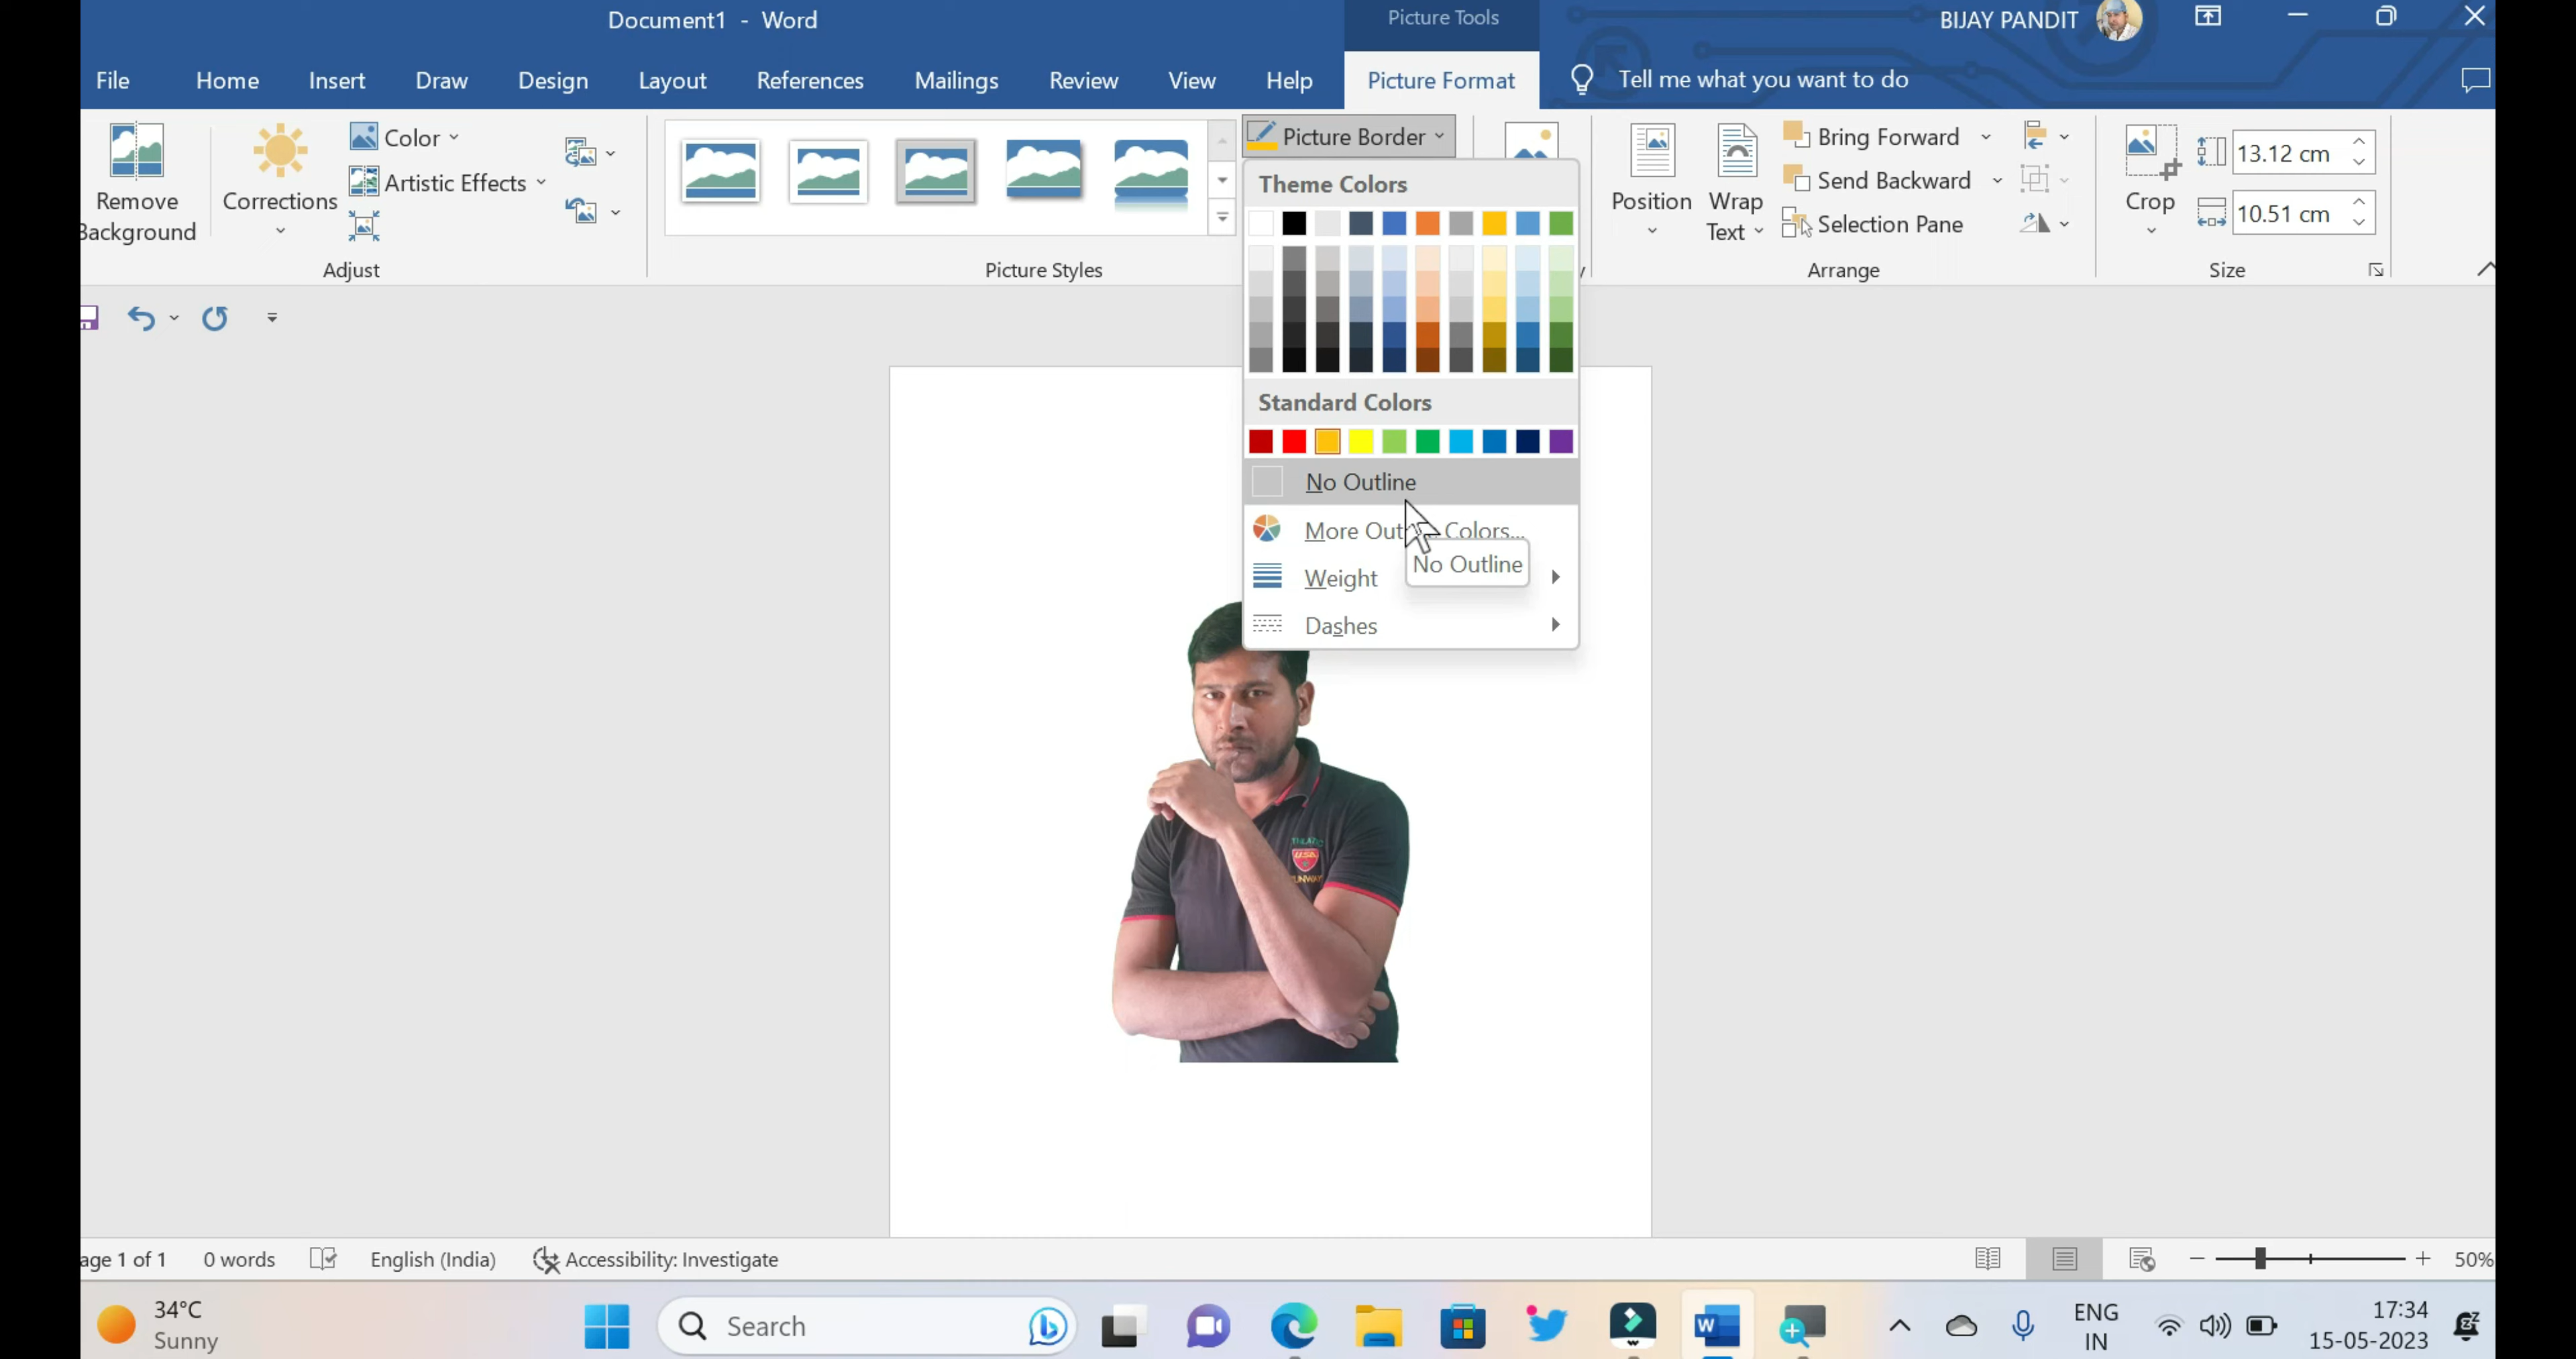 Document1 - Word
Picture Tools
BIJAY PANDIT
File Home Insert Draw Design Layout References Mailings Review View Help Picture Format Tell me what you want to do
Remove
Background
Corrections
Color
Artistic Effects
Adjust
Picture Styles
Picture Border
Theme Colors
Standard Colors
No Outline
More Out Colors...
No Outline
Weight
Dashes
Position
Wrap
Text
Bring Forward
Send Backward
Selection Pane
Arrange
Crop
13.12 cm
10.51 cm
Size
USA
age 1 of 1 0 words English (India) Accessibility: Investigate 50%
34°C
Sunny
Search
ENG
IN
17:34
15-05-2023